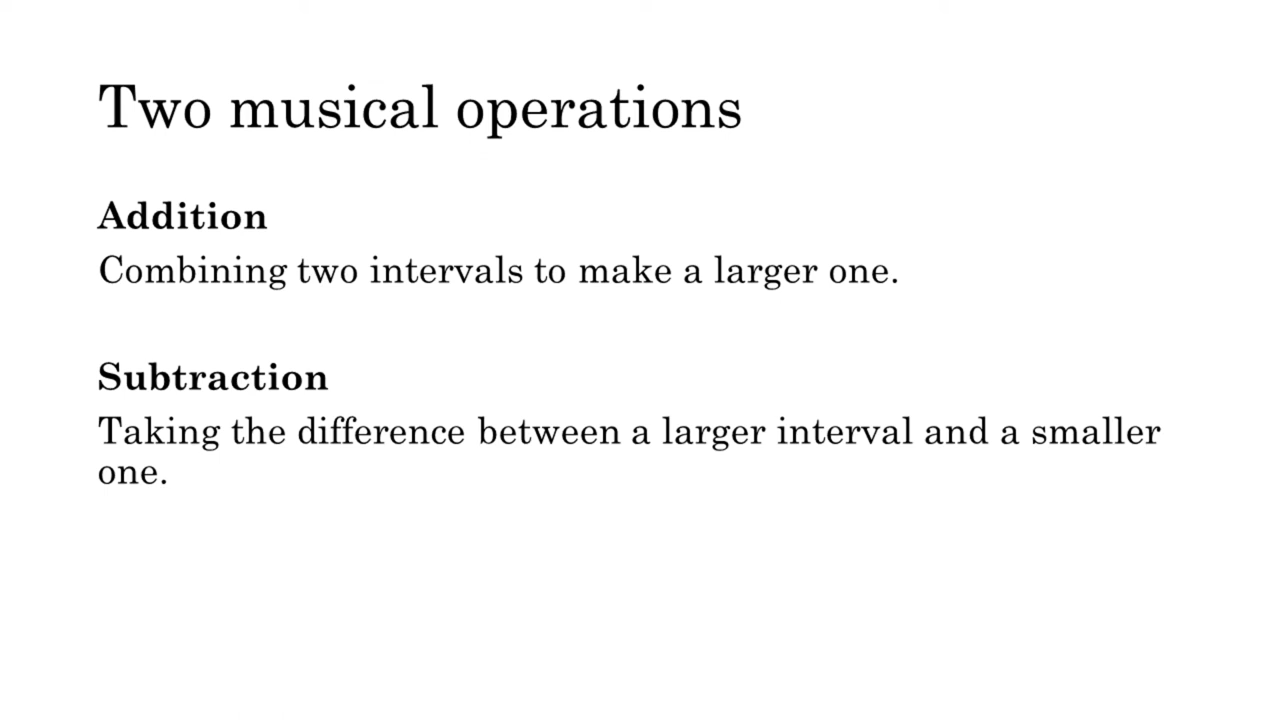 Two musical operations
Addition
Combining two intervals to make a larger one.
Subtraction
Taking the difference between a larger interval and a smaller
one.